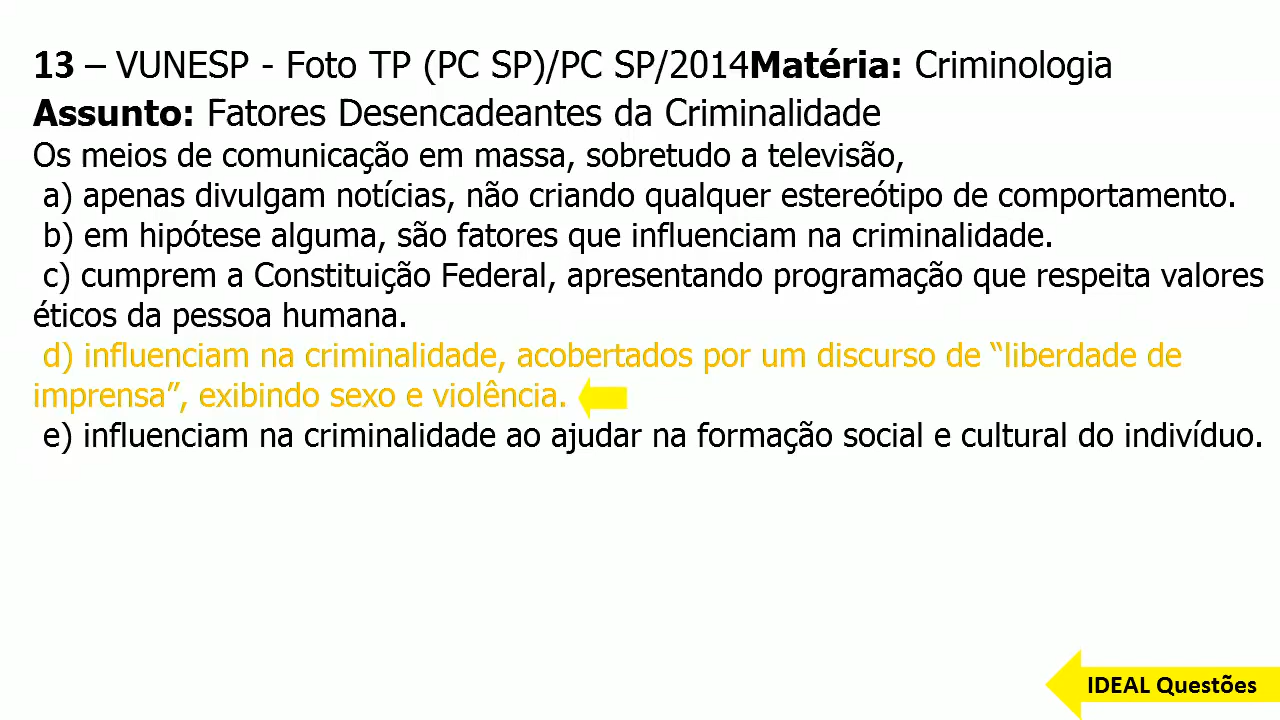 13 – VUNESP - Foto TP (PC SP)/PC SP/2014Matéria: Criminologia
Assunto: Fatores Desencadeantes da Criminalidade
Os meios de comunicação em massa, sobretudo a televisão,
a) apenas divulgam notícias, não criando qualquer estereótipo de comportamento.
b) em hipótese alguma, são fatores que influenciam na criminalidade.
c) cumprem a Constituição Federal, apresentando programação que respeita valores
éticos da pessoa humana.
d) influenciam na criminalidade, acobertados por um discurso de “liberdade de
imprensa”, exibindo sexo e violência.
e) influenciam na criminalidade ao ajudar na formação social e cultural do indivíduo.
IDEAL Questões